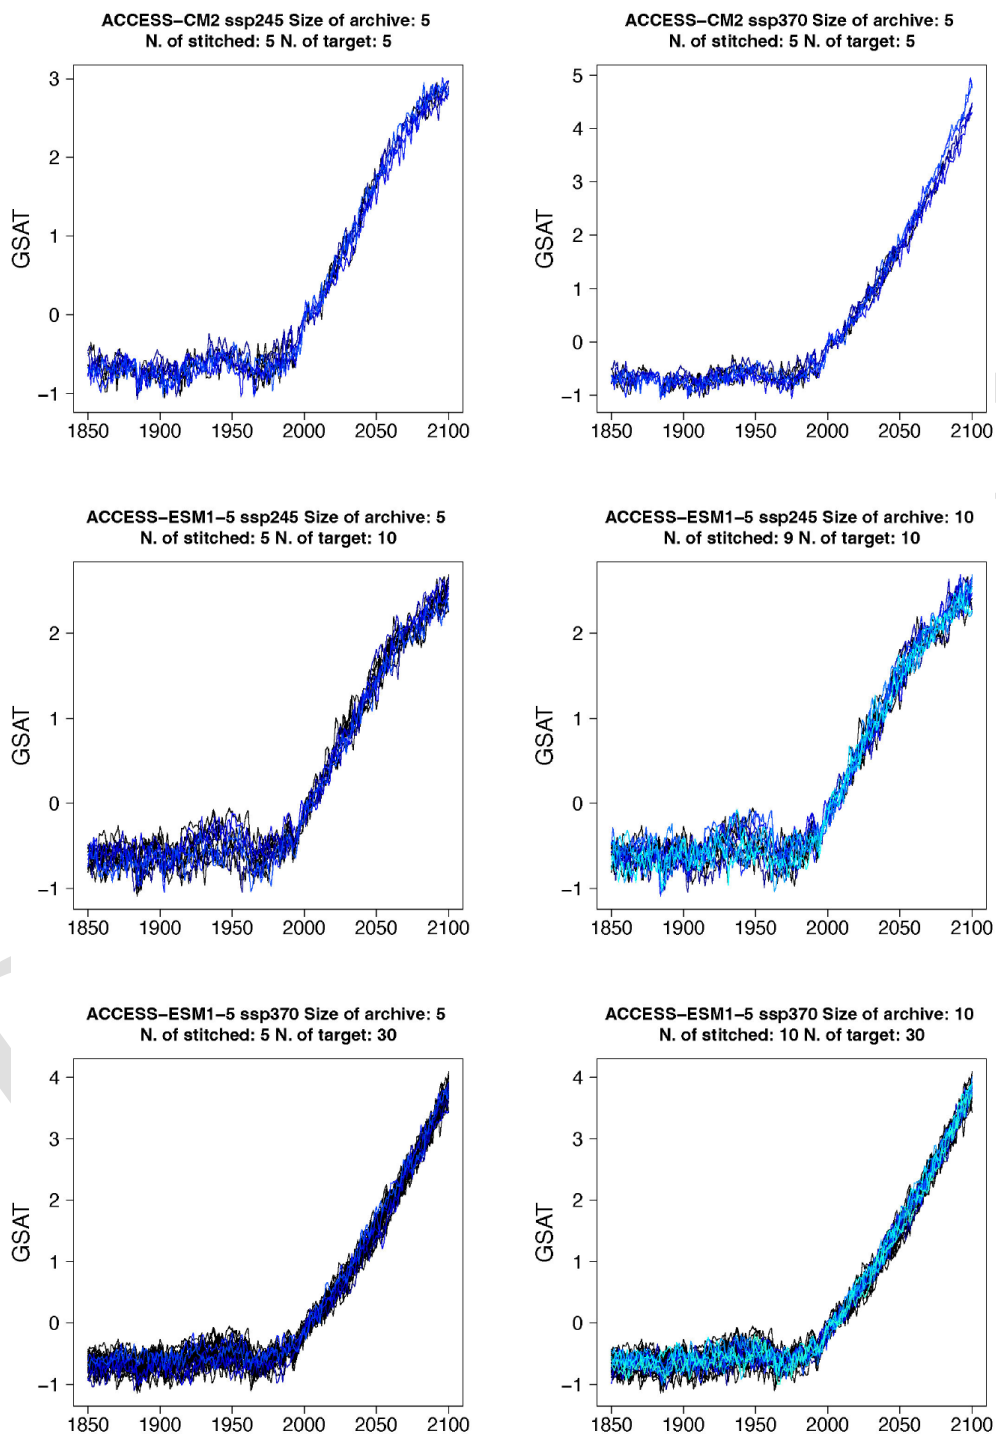 ACCESS−CM2 ssp245 Size of archive: 5
N. of stitched: 5 N. of target: 5
3
2
1
0
−1
GSAT
1850 1900 1950 2000 2050 2100
ACCESS−CM2 ssp370 Size of archive: 5
N. of stitched: 5 N. of target: 5
5
4
3
2
1
0
−1
GSAT
1850 1900 1950 2000 2050 2100
ACCESS−ESM1−5 ssp245 Size of archive: 5
N. of stitched: 5 N. of target: 10
2
1
0
−1
GSAT
1850 1900 1950 2000 2050 2100
ACCESS−ESM1−5 ssp245 Size of archive: 10
N. of stitched: 9 N. of target: 10
2
1
0
−1
GSAT
1850 1900 1950 2000 2050 2100
ACCESS−ESM1−5 ssp370 Size of archive: 5
N. of stitched: 5 N. of target: 30
4
3
2
1
0
−1
GSAT
1850 1900 1950 2000 2050 2100
ACCESS−ESM1−5 ssp370 Size of archive: 10
N. of stitched: 10 N. of target: 30
4
3
2
1
0
−1
GSAT
1850 1900 1950 2000 2050 2100